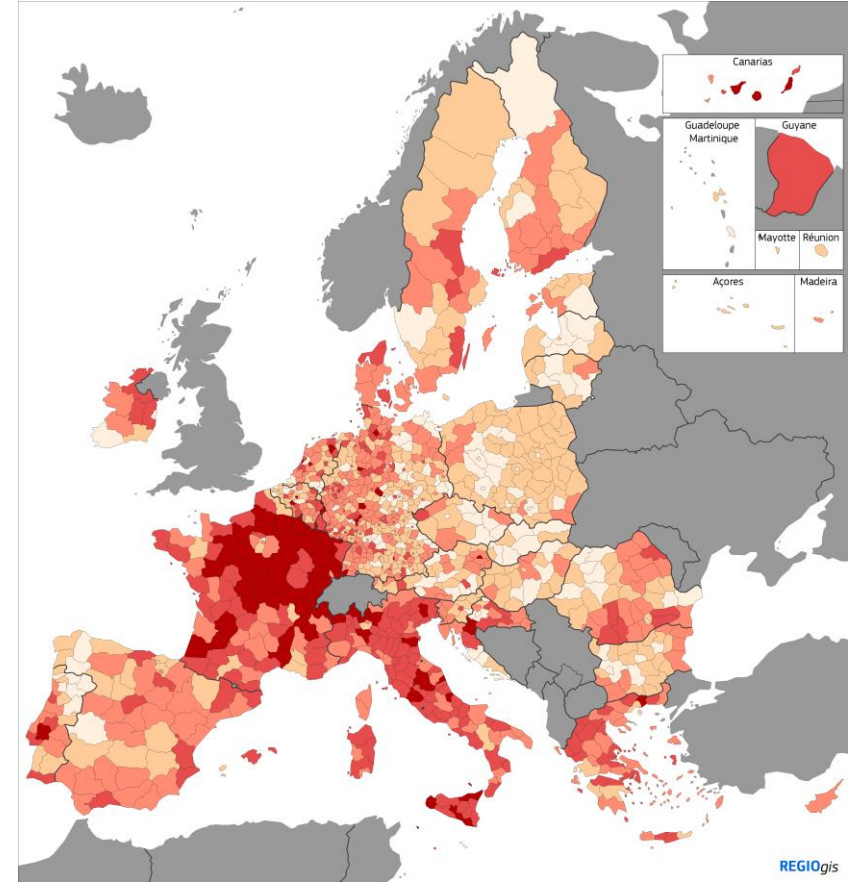 Canarias
Guadeloupe
Martinique
Guyane
Mayotte
Réunion
Açores
Madeira
REGIOgis